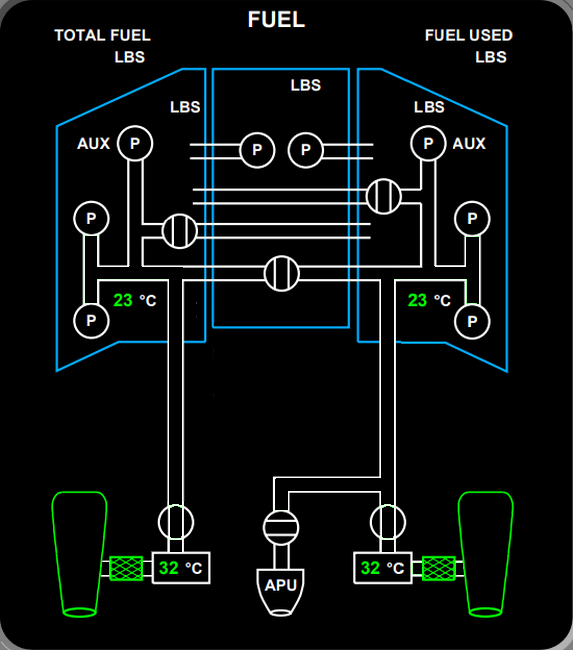 FUEL
TOTAL FUEL
LBS
FUEL USED
LBS
LBS
LBS
LBS
AUX
P
P
P
P
AUX
P
P
23 °C
23 °C
P
P
32 °C
32 °C
APU